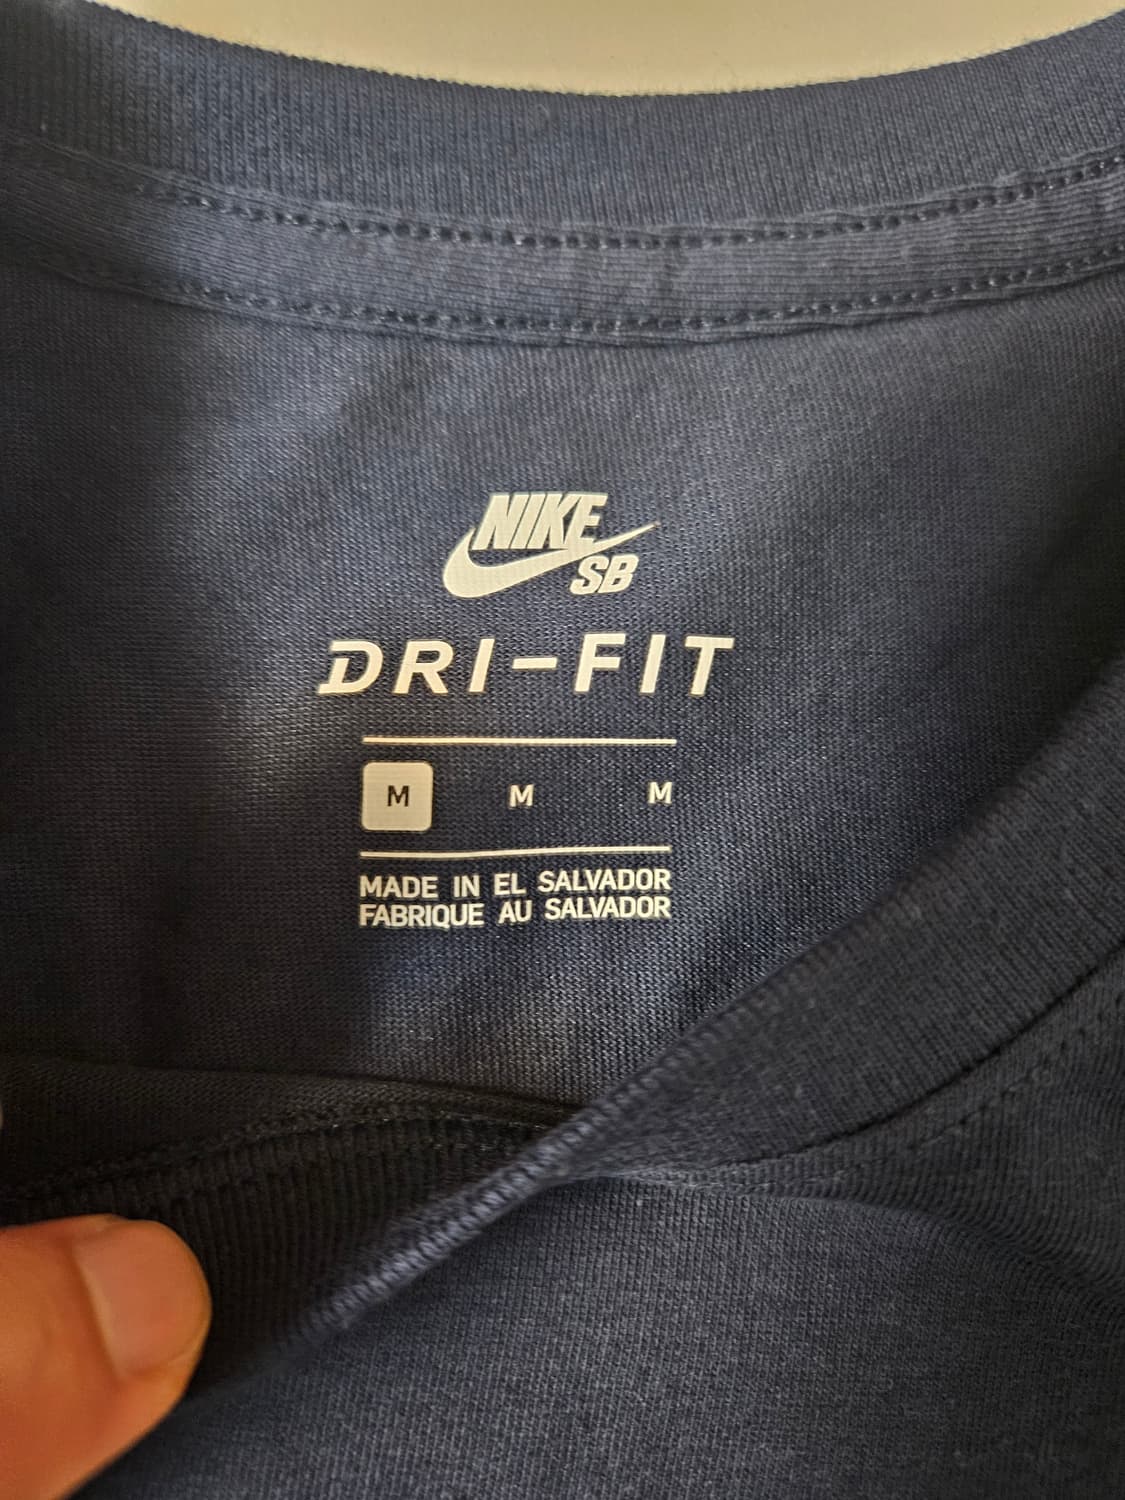 NIKE
SB
DRI-FIT
M M M
MADE IN EL SALVADOR
FABRIQUE AU SALVADOR